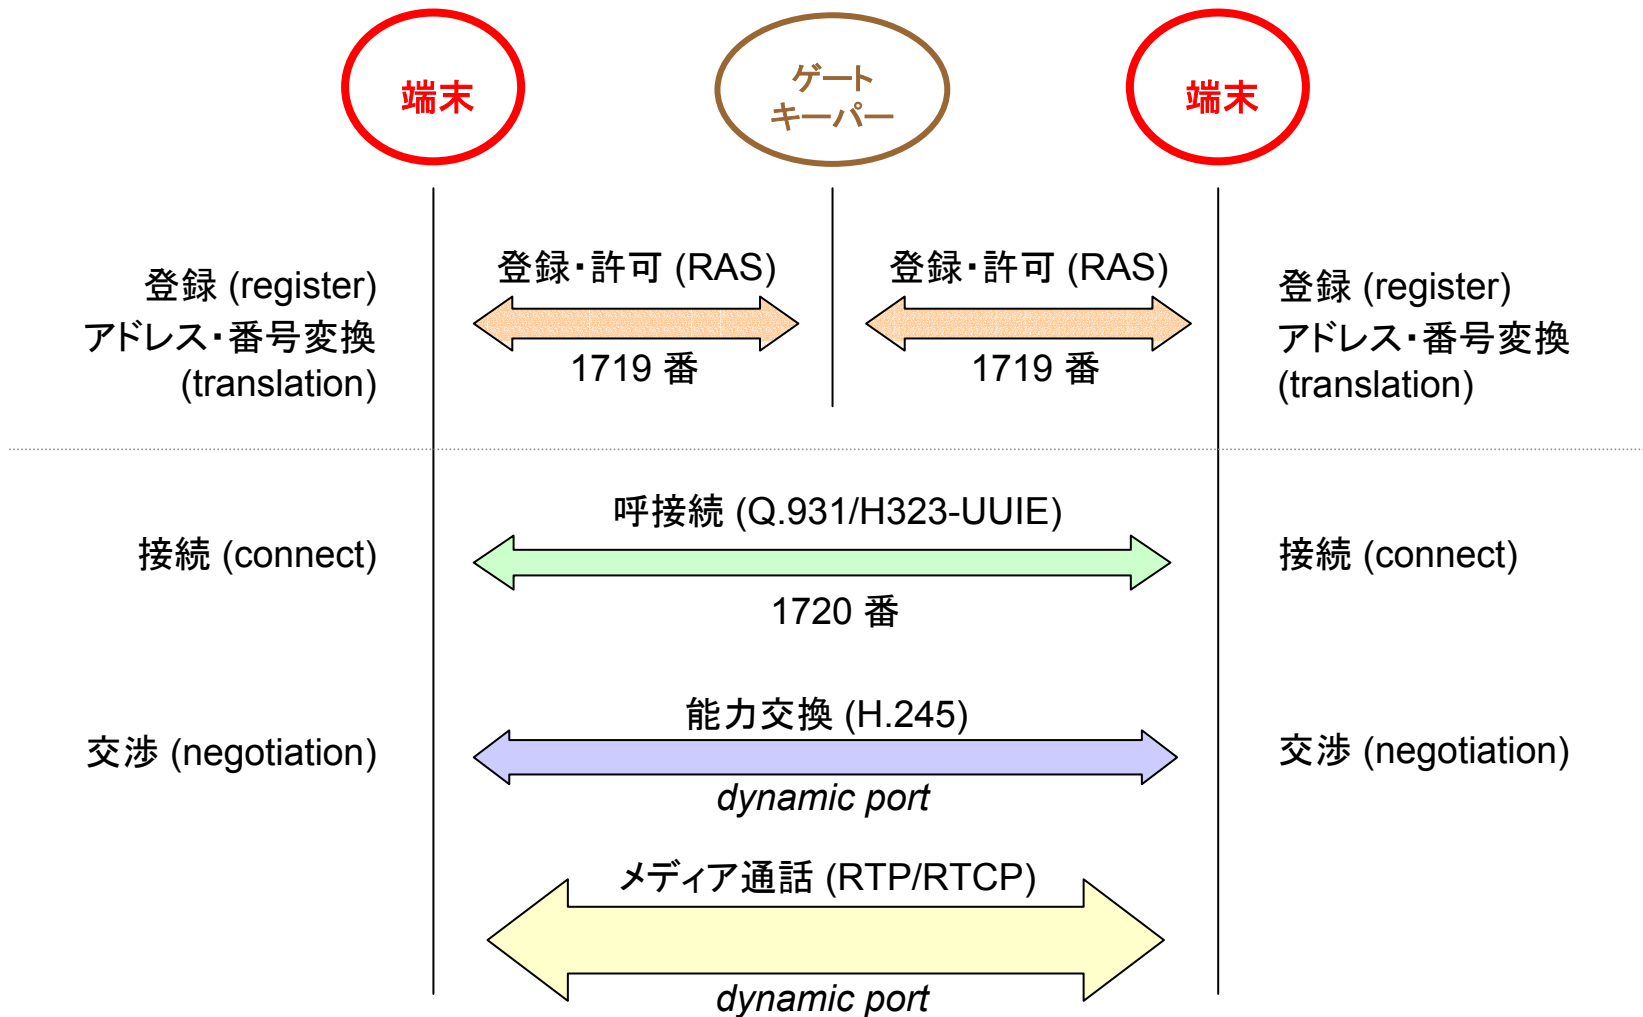 端末
ゲート
キーパー
端末
登録・許可 (RAS)
登録・許可 (RAS)
登録 (register)
アドレス・番号変換
(translation)
1719 番
1719 番
登録 (register)
アドレス・番号変換
(translation)
呼接続 (Q.931/H323-UUIE)
接続 (connect)
接続 (connect)
1720 番
能力交換 (H.245)
交渉 (negotiation)
交渉 (negotiation)
dynamic port
メディア通話 (RTP/RTCP)
dynamic port